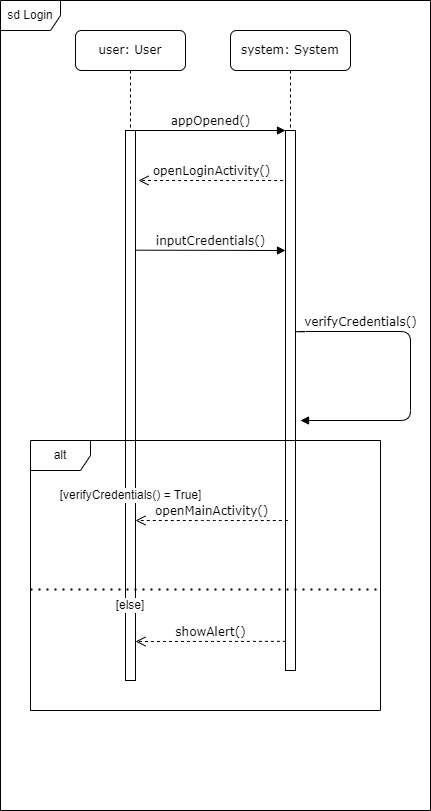 sd Login
user: User
system: System
appOpened()
openLoginActivity()
inputCredentials()
verifyCredentials()
alt
[verifyCredentials() = True]
openMainActivity()
[else]
showAlert()